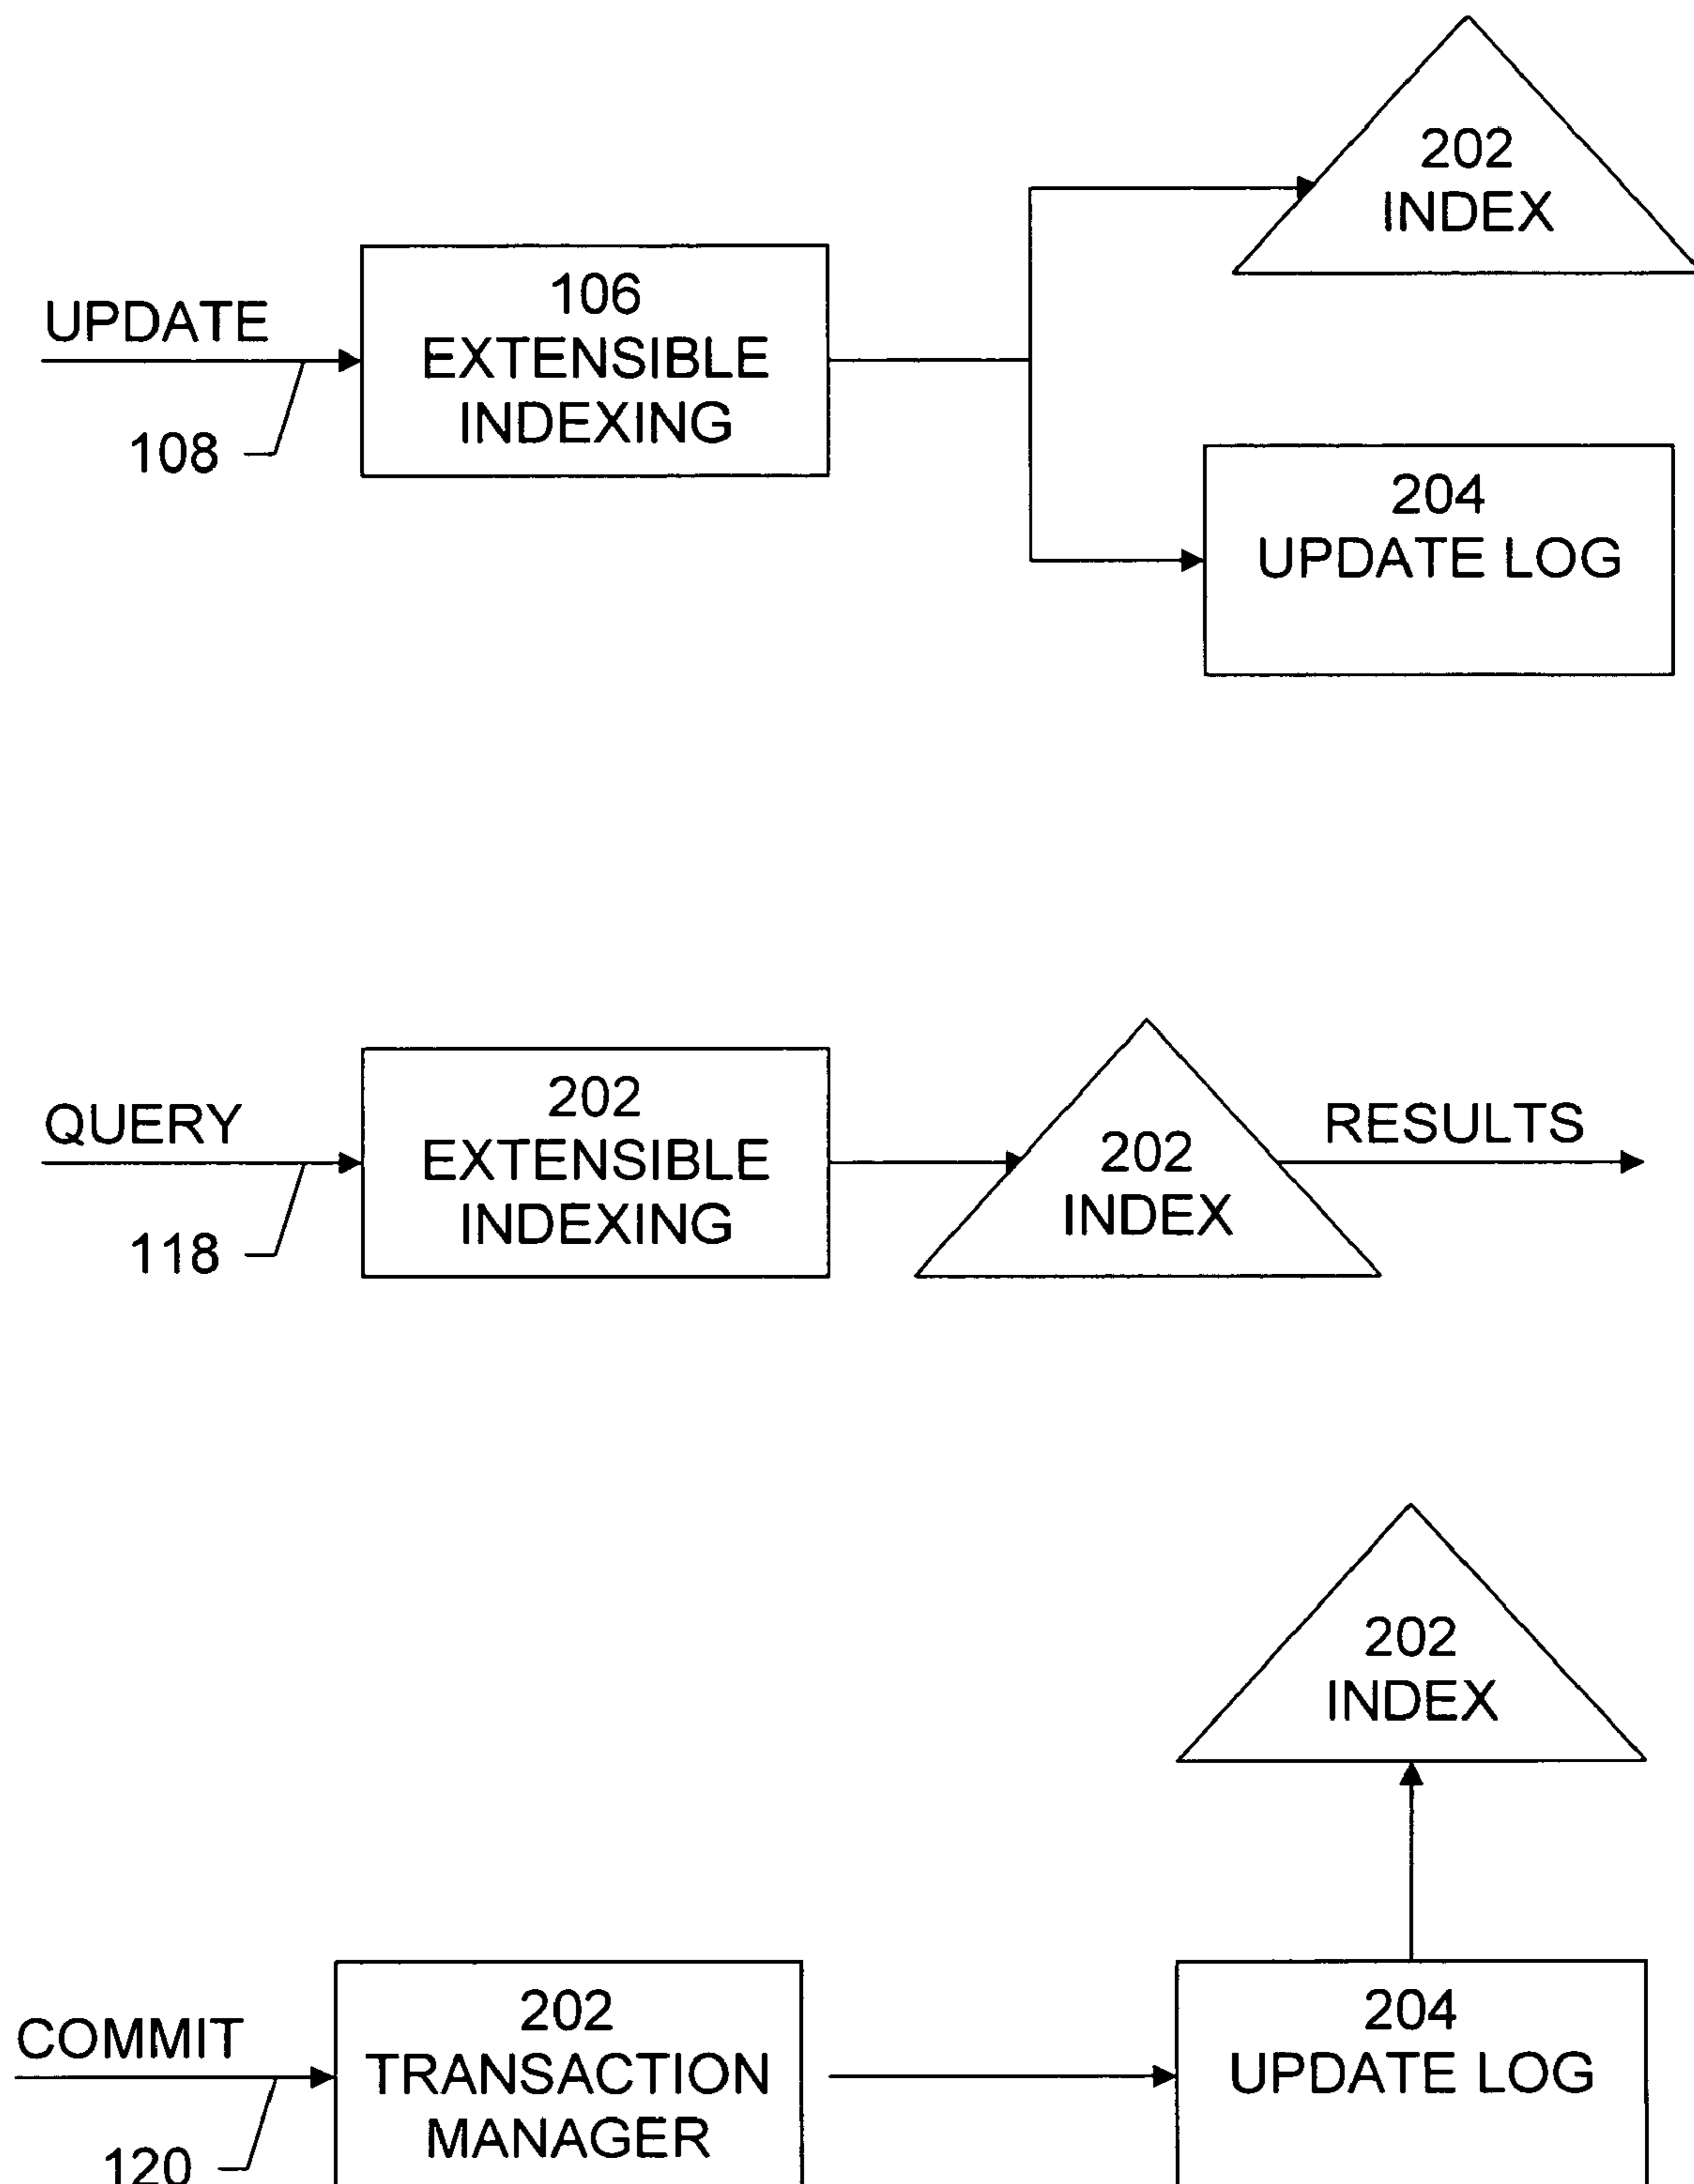 202
INDEX
UPDATE
106
EXTENSIBLE
INDEXING
108
204
UPDATE LOG
QUERY
202
EXTENSIBLE
INDEXING
118
202
INDEX
RESULTS
202
INDEX
COMMIT
202
TRANSACTION
MANAGER
120
204
UPDATE LOG